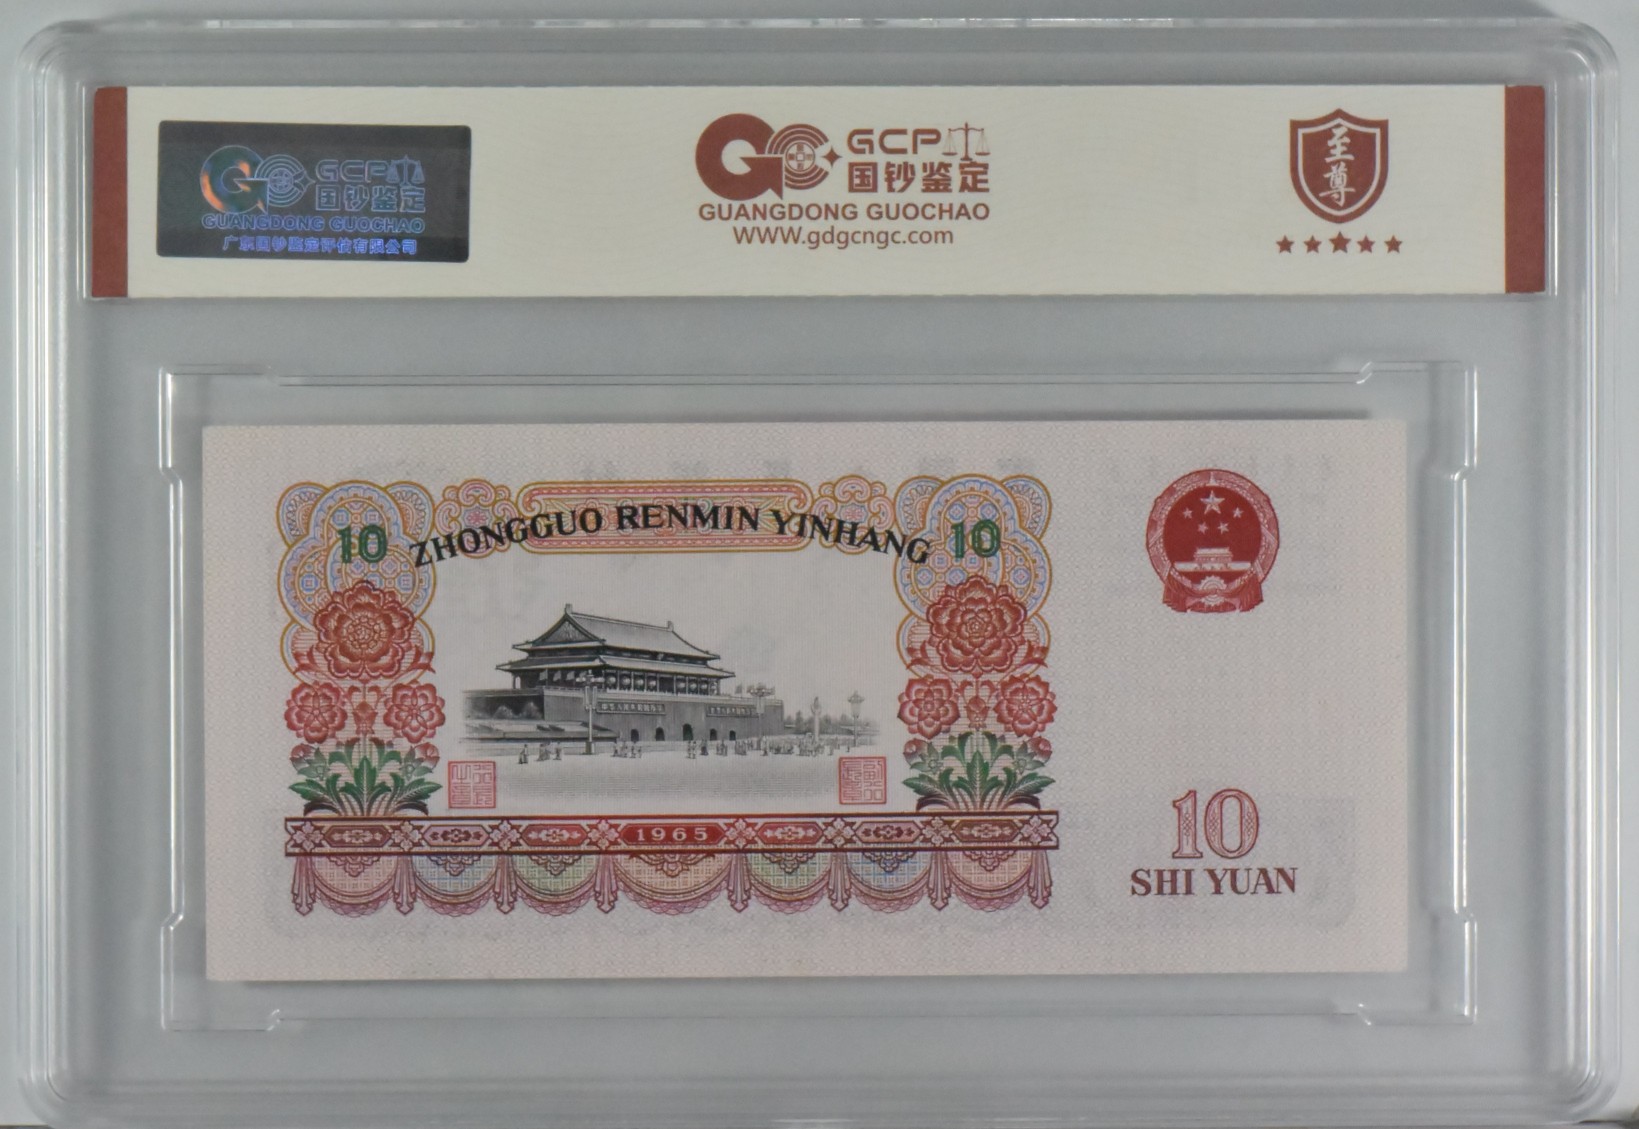 GCP
国钞鉴定
GUANGDONG GUOCHAO
广东国钞鉴定评估有限公司
GCP
国钞鉴定
GUANGDONG GUOCHAO
WWW.gdgcngc.com
至尊
10 ZHONGGUO RENMIN YINHANG 10
1965
10
SHI YUAN